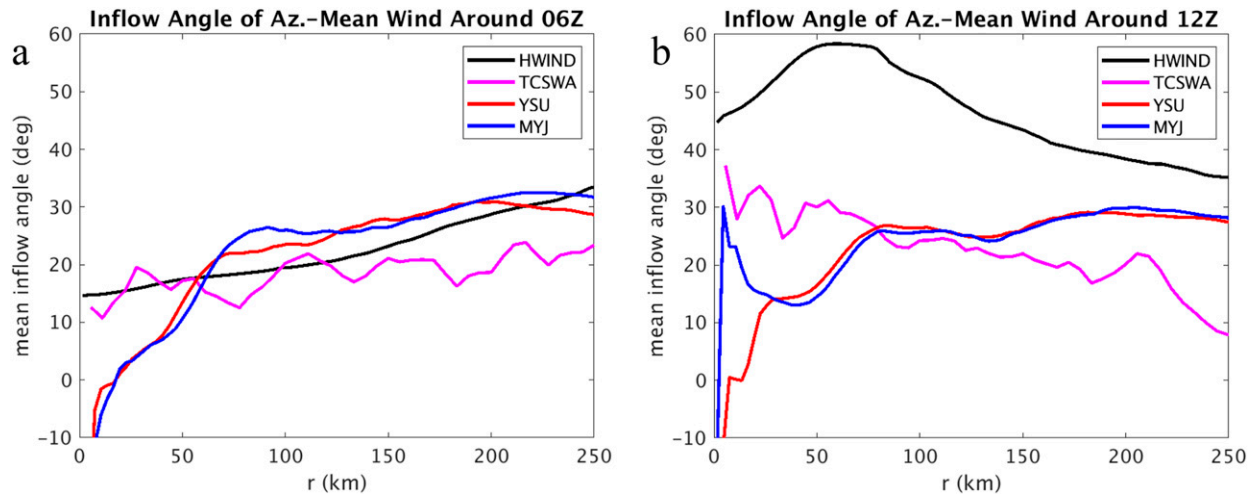 a
Inflow Angle of Az.-Mean Wind Around 06Z
60
50
40
30
20
10
0
-10
mean inflow angle (deg)
HWIND
TCSWA
YSU
MYJ
0 50 100 150 200 250
r (km)
b
Inflow Angle of Az.-Mean Wind Around 12Z
60
50
40
30
20
10
0
-10
mean inflow angle (deg)
HWIND
TCSWA
YSU
MYJ
0 50 100 150 200 250
r (km)